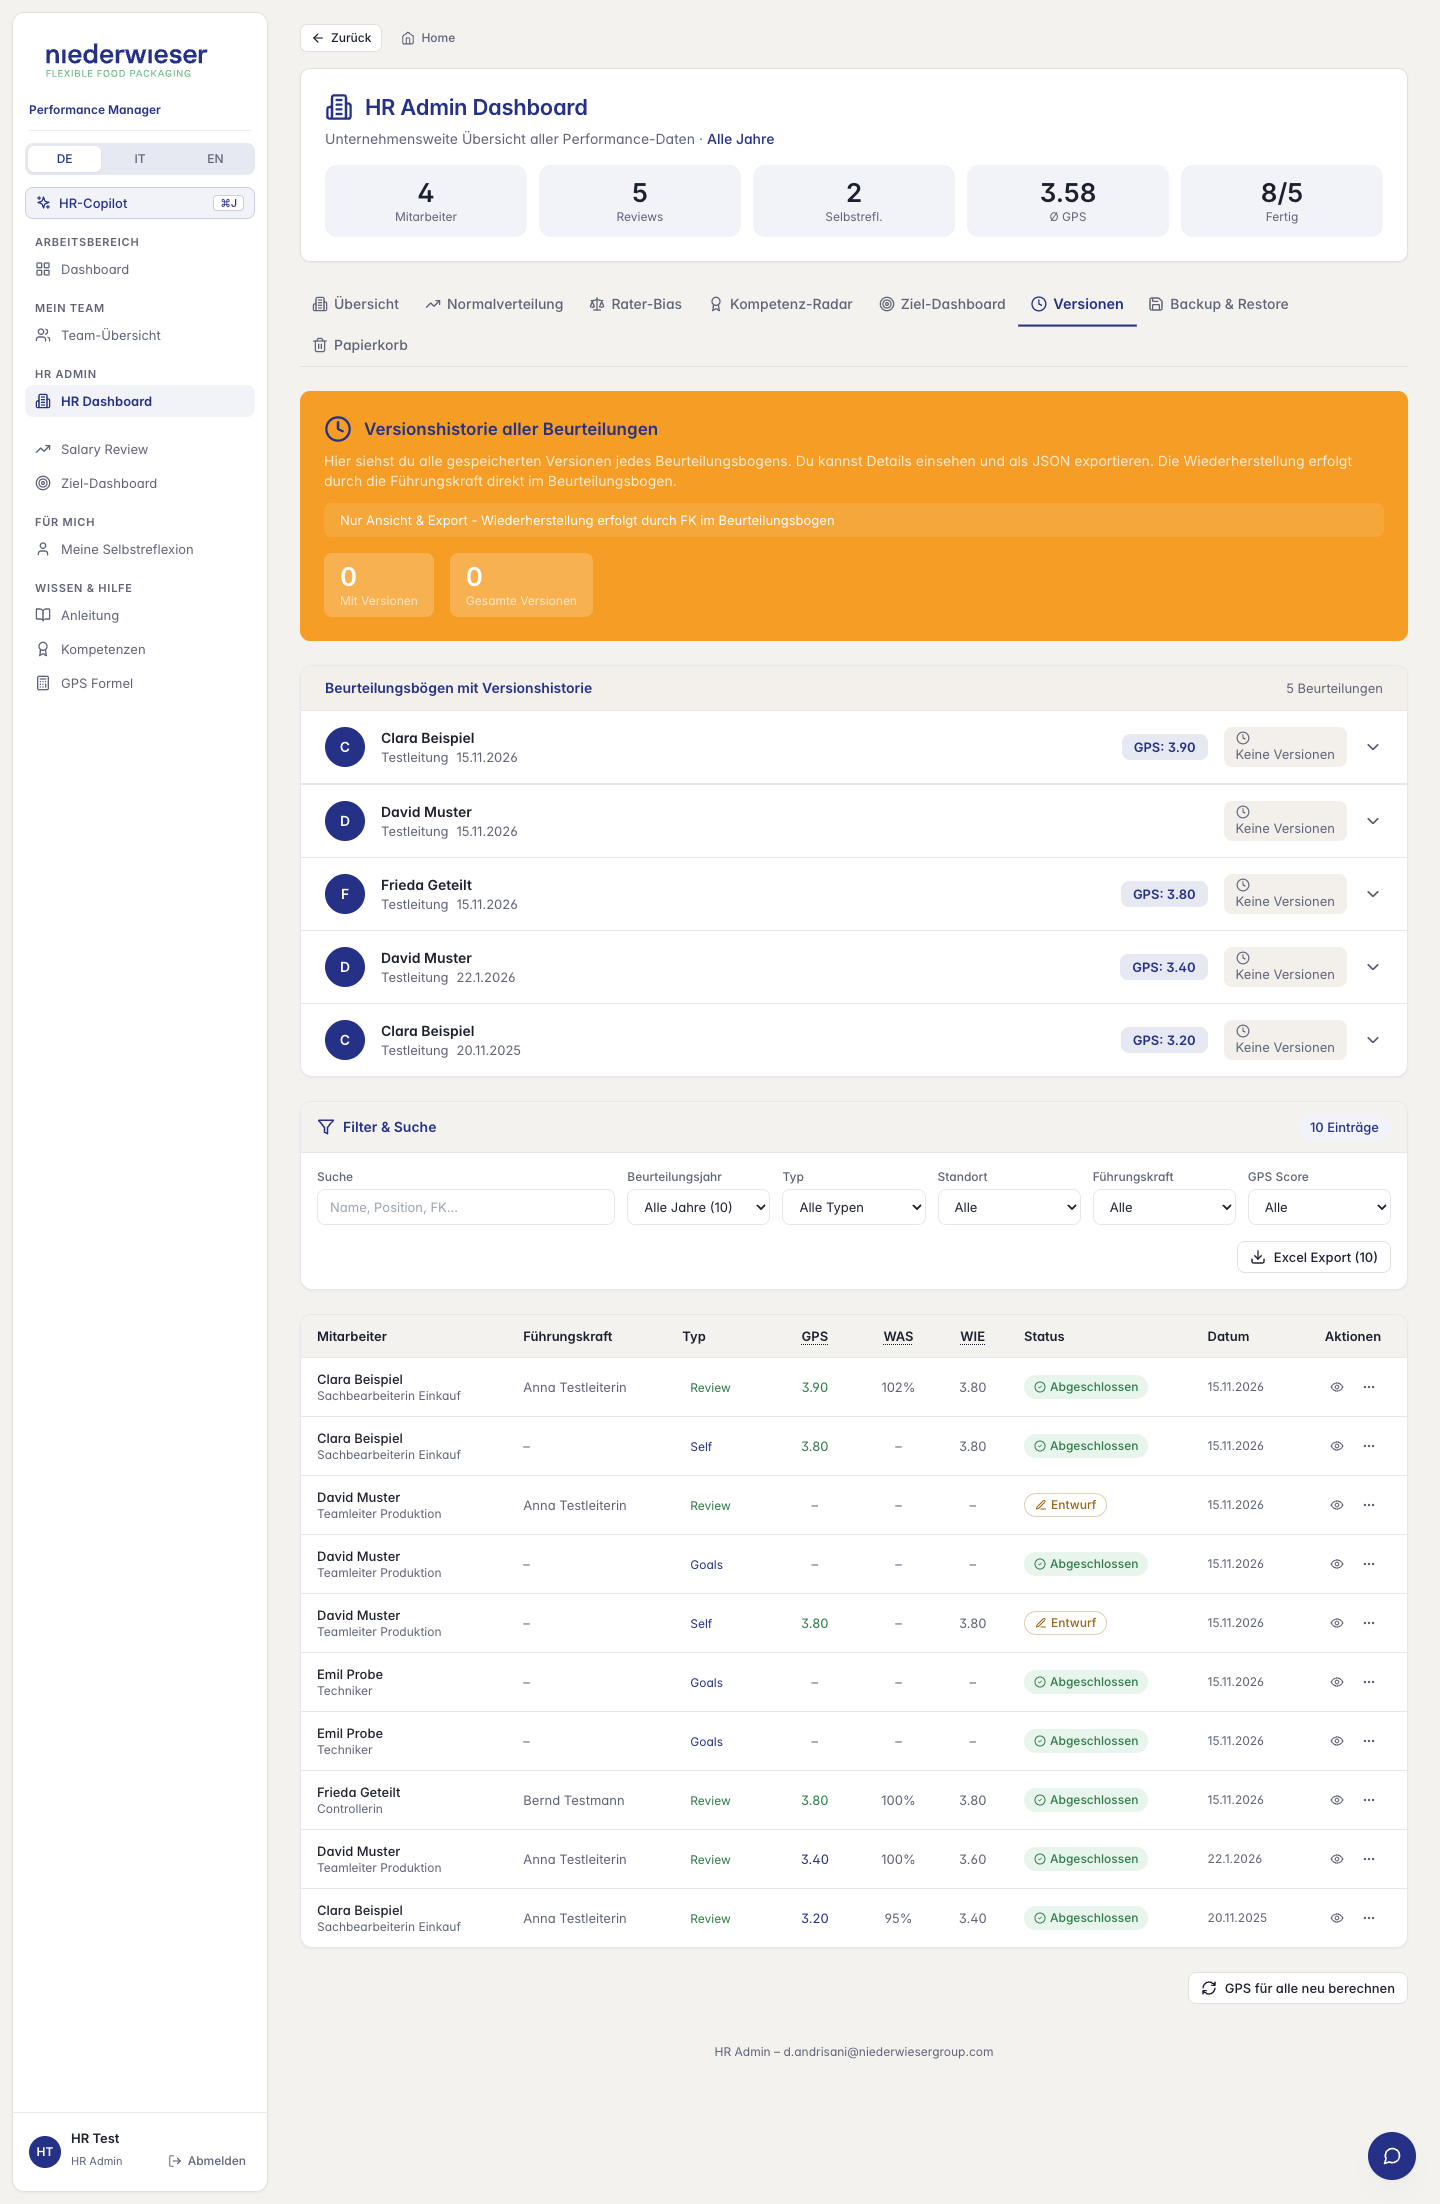 niederwieser
FLEXIBLE FOOD PACKAGING
Performance Manager
DE IT EN
HR-Copilot ⌘J
ARBEITSBEREICH
Dashboard
MEIN TEAM
Team-Übersicht
HR ADMIN
HR Dashboard
Salary Review
Ziel-Dashboard
FÜR MICH
Meine Selbstreflexion
WISSEN & HILFE
Anleitung
Kompetenzen
GPS Formel
HT
HR Test
HR Admin
Abmelden
Zurück Home
HR Admin Dashboard
Unternehmensweite Übersicht aller Performance-Daten · Alle Jahre
4 5 2 3.58 8/5
Mitarbeiter Reviews Selbstrefl. Ø GPS Fertig
Übersicht Normalverteilung Rater-Bias Kompetenz-Radar Ziel-Dashboard Versionen Backup & Restore
Papierkorb
Versionshistorie aller Beurteilungen
Hier siehst du alle gespeicherten Versionen jedes Beurteilungsbogens. Du kannst Details einsehen und als JSON exportieren. Die Wiederherstellung erfolgt
durch die Führungskraft direkt im Beurteilungsbogen.
Nur Ansicht & Export - Wiederherstellung erfolgt durch FK im Beurteilungsbogen
0 0
Mit Versionen Gesamte Versionen
Beurteilungsbögen mit Versionshistorie 5 Beurteilungen
C
Clara Beispiel
Testleitung 15.11.2026
GPS: 3.90
Keine Versionen
D
David Muster
Testleitung 15.11.2026
Keine Versionen
F
Frieda Geteilt
Testleitung 15.11.2026
GPS: 3.80
Keine Versionen
D
David Muster
Testleitung 22.1.2026
GPS: 3.40
Keine Versionen
C
Clara Beispiel
Testleitung 20.11.2025
GPS: 3.20
Keine Versionen
Filter & Suche 10 Einträge
Suche Beurteilungsjahr Typ Standort Führungskraft GPS Score
Name, Position, FK... Alle Jahre (10) Alle Typen Alle Alle Alle
Excel Export (10)
Mitarbeiter Führungskraft Typ GPS WAS WIE Status Datum Aktionen
Clara Beispiel
Sachbearbeiterin Einkauf
Anna Testleiterin Review 3.90 102% 3.80 Abgeschlossen 15.11.2026
Clara Beispiel
Sachbearbeiterin Einkauf
– Self 3.80 – 3.80 Abgeschlossen 15.11.2026
David Muster
Teamleiter Produktion
Anna Testleiterin Review – – – Entwurf 15.11.2026
David Muster
Teamleiter Produktion
– Goals – – – Abgeschlossen 15.11.2026
David Muster
Teamleiter Produktion
– Self 3.80 – 3.80 Entwurf 15.11.2026
Emil Probe
Techniker
– Goals – – – Abgeschlossen 15.11.2026
Emil Probe
Techniker
– Goals – – – Abgeschlossen 15.11.2026
Frieda Geteilt
Controllerin
Bernd Testmann Review 3.80 100% 3.80 Abgeschlossen 15.11.2026
David Muster
Teamleiter Produktion
Anna Testleiterin Review 3.40 100% 3.60 Abgeschlossen 22.1.2026
Clara Beispiel
Sachbearbeiterin Einkauf
Anna Testleiterin Review 3.20 95% 3.40 Abgeschlossen 20.11.2025
GPS für alle neu berechnen
HR Admin – d.andrisani@niederwiesergroup.com